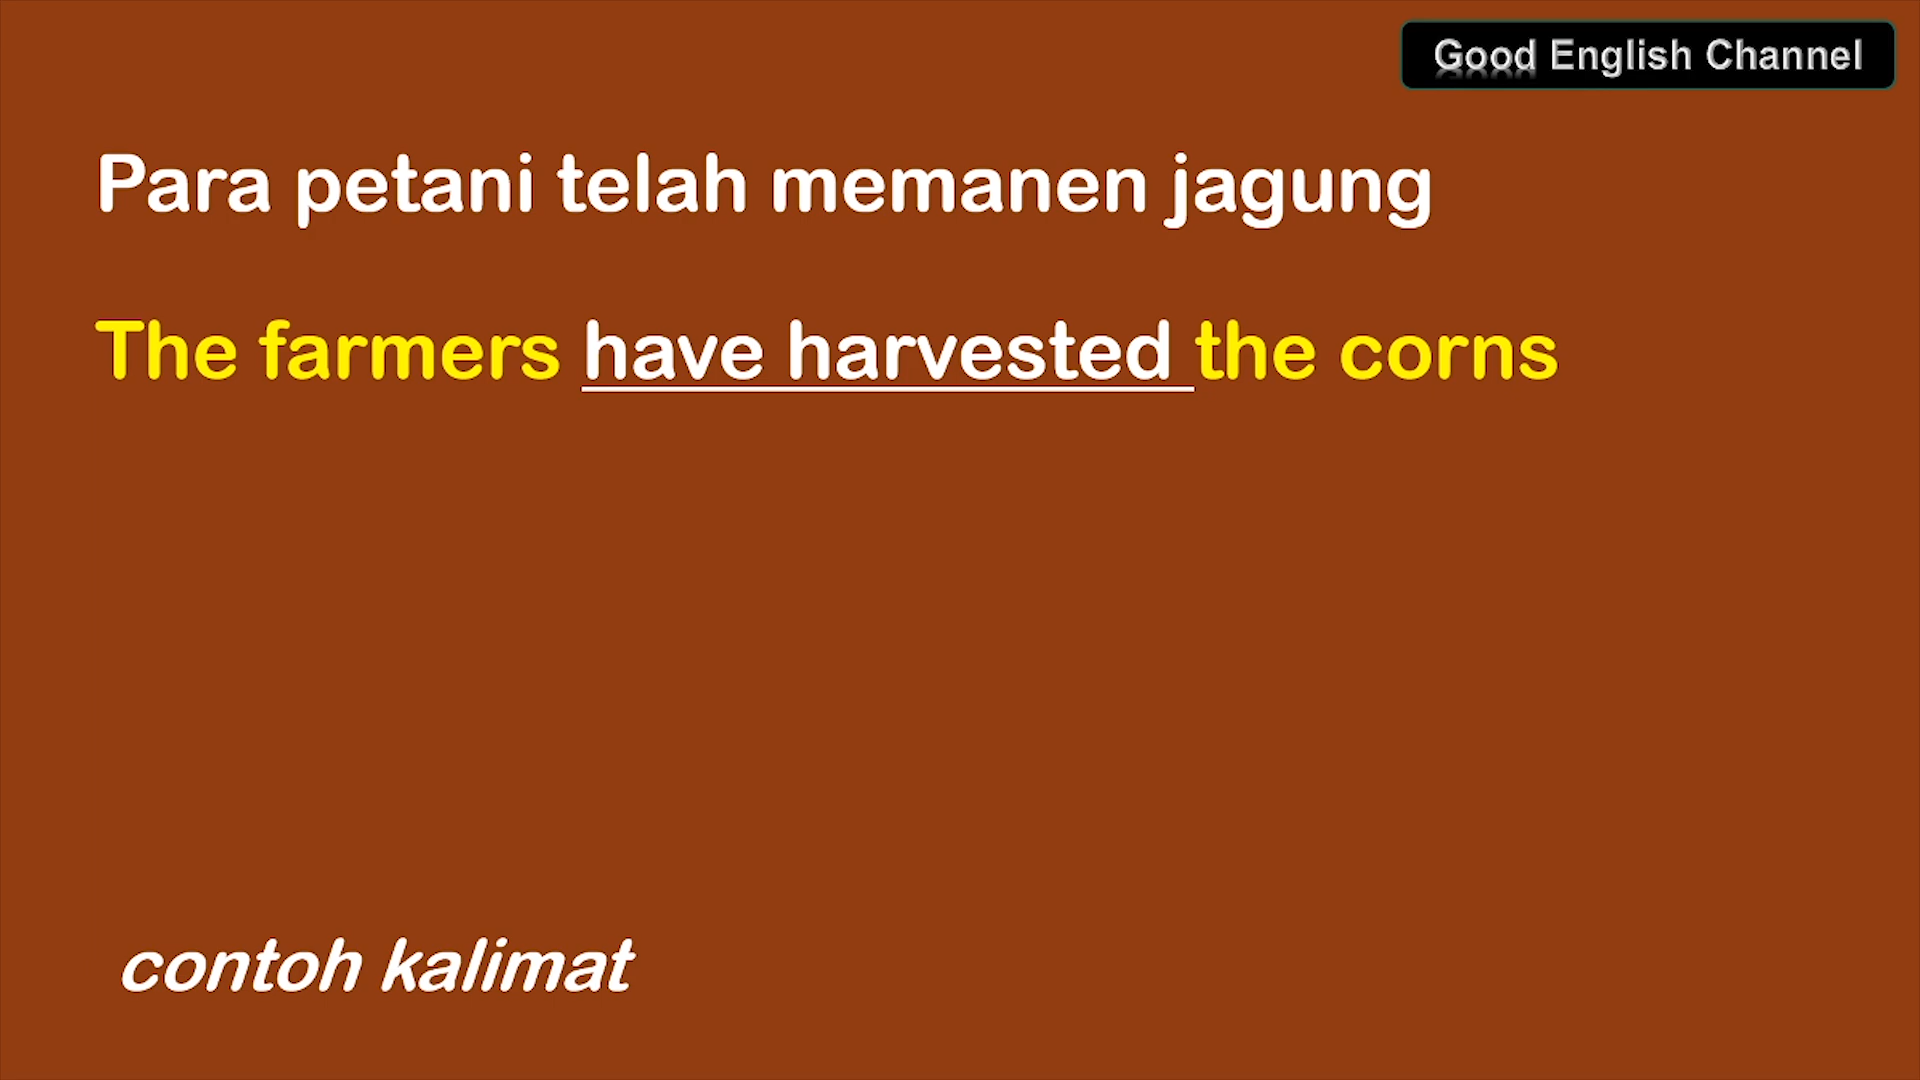 Good English Channel
Para petani telah memanen jagung
The farmers have harvested the corns
contoh kalimat